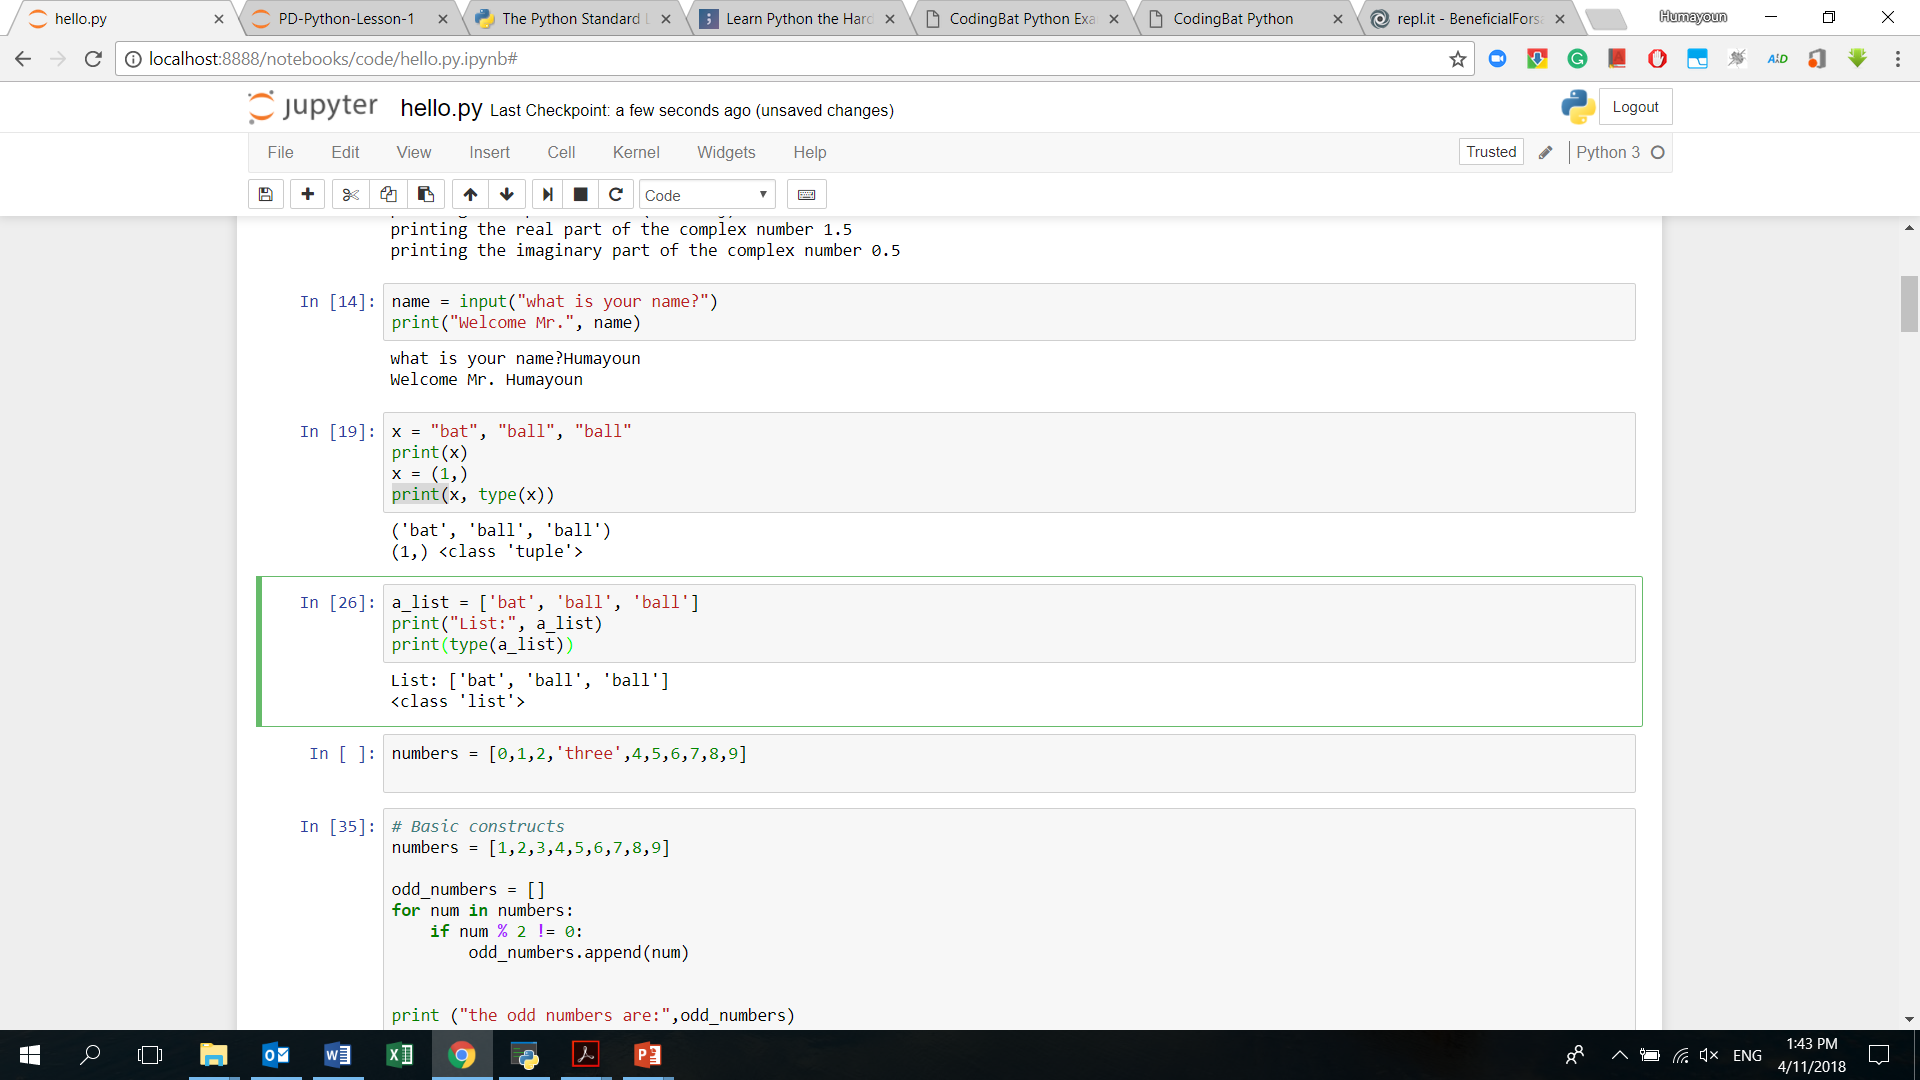 hello.py
PD-Python-Lesson-1
The Python Standard L
Learn Python the Hard
CodingBat Python Exa
CodingBat Python
repl.it - BeneficialForsa
Humayoun
localhost:8888/notebooks/code/hello.py.ipynb#
jupyter hello.py Last Checkpoint: a few seconds ago (unsaved changes)
Logout
File Edit View Insert Cell Kernel Widgets Help
Trusted Python 3
Code
printing the real part of the complex number 1.5
printing the imaginary part of the complex number 0.5
In [14]: name = input("what is your name?")
print("Welcome Mr.", name)
what is your name?Humayoun
Welcome Mr. Humayoun
In [19]: x = "bat", "ball", "ball"
print(x)
x = (1,)
print(x, type(x))
('bat', 'ball', 'ball')
(1,) <class 'tuple'>
In [26]: a_list = ['bat', 'ball', 'ball']
print("List:", a_list)
print(type(a_list))
List: ['bat', 'ball', 'ball']
<class 'list'>
In [ ]: numbers = [0,1,2,'three',4,5,6,7,8,9]
In [35]: # Basic constructs
numbers = [1,2,3,4,5,6,7,8,9]
odd_numbers = []
for num in numbers:
    if num % 2 != 0:
        odd_numbers.append(num)
print ("the odd numbers are:",odd_numbers)
ENG
1:43 PM
4/11/2018